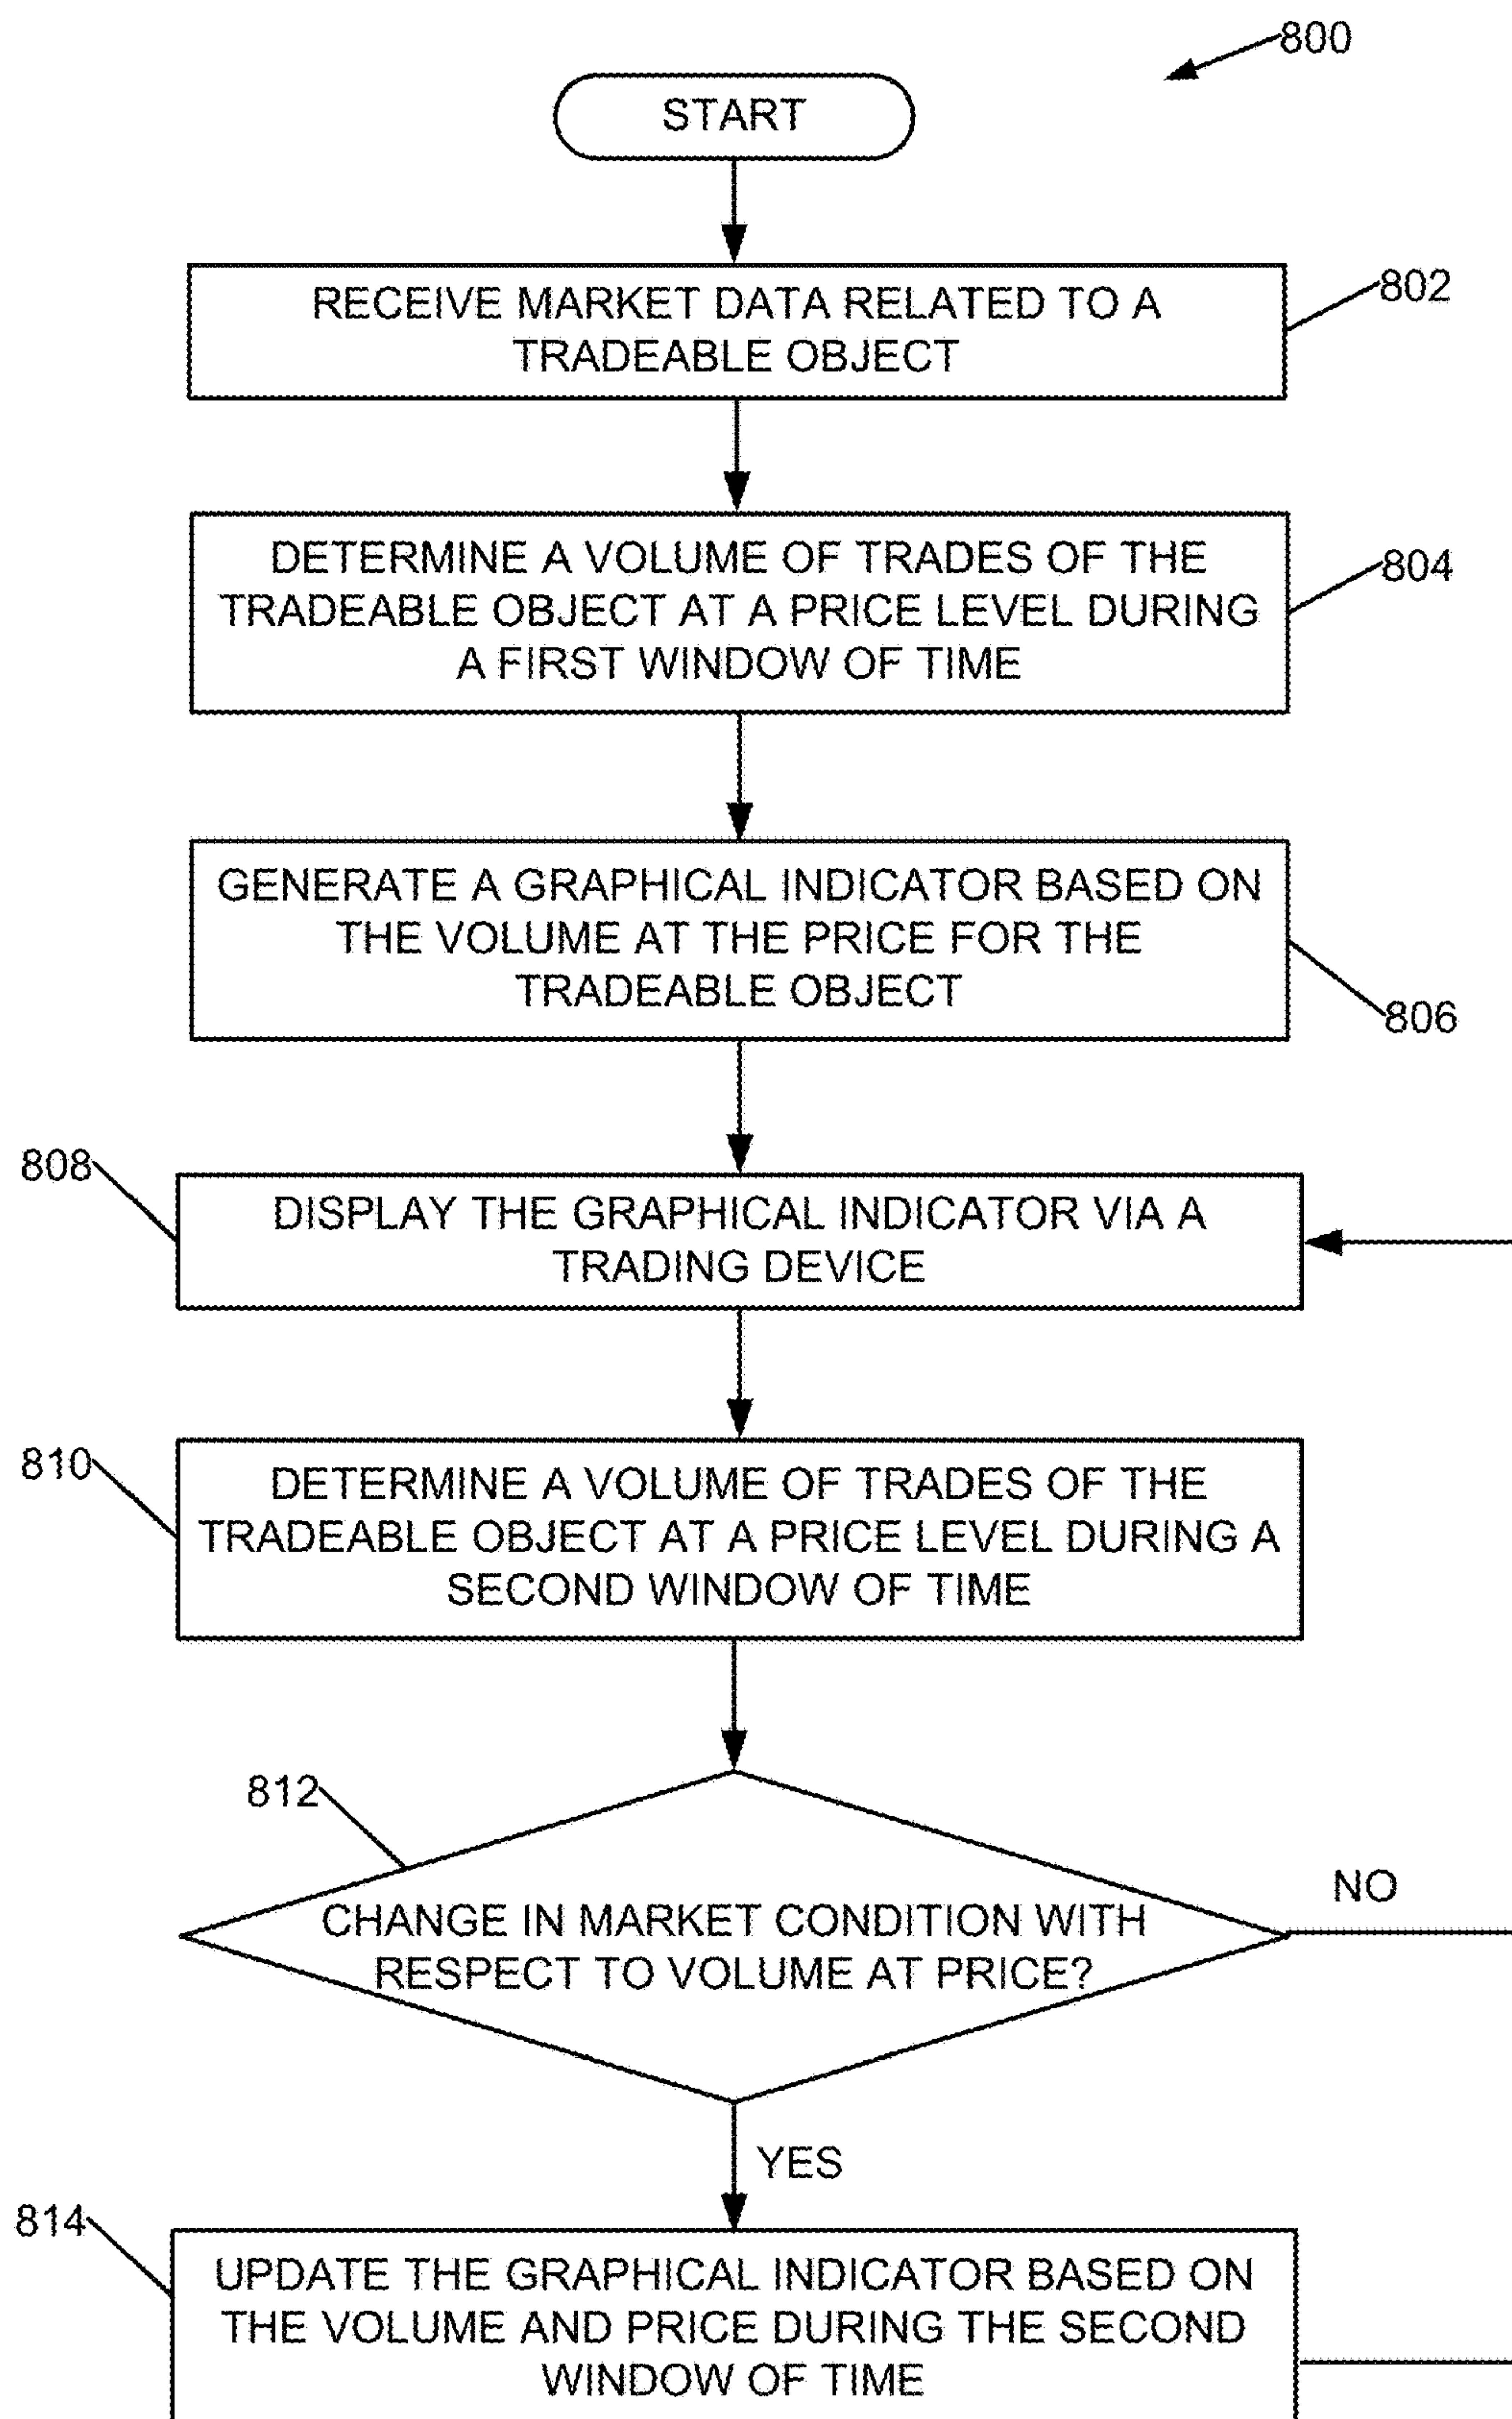 800
START
RECEIVE MARKET DATA RELATED TO A
TRADEABLE OBJECT
802
DETERMINE A VOLUME OF TRADES OF THE
TRADEABLE OBJECT AT A PRICE LEVEL DURING
A FIRST WINDOW OF TIME
804
GENERATE A GRAPHICAL INDICATOR BASED ON
THE VOLUME AT THE PRICE FOR THE
TRADEABLE OBJECT
806
808
DISPLAY THE GRAPHICAL INDICATOR VIA A
TRADING DEVICE
810
DETERMINE A VOLUME OF TRADES OF THE
TRADEABLE OBJECT AT A PRICE LEVEL DURING A
SECOND WINDOW OF TIME
812
CHANGE IN MARKET CONDITION WITH
RESPECT TO VOLUME AT PRICE?
NO
YES
814
UPDATE THE GRAPHICAL INDICATOR BASED ON
THE VOLUME AND PRICE DURING THE SECOND
WINDOW OF TIME